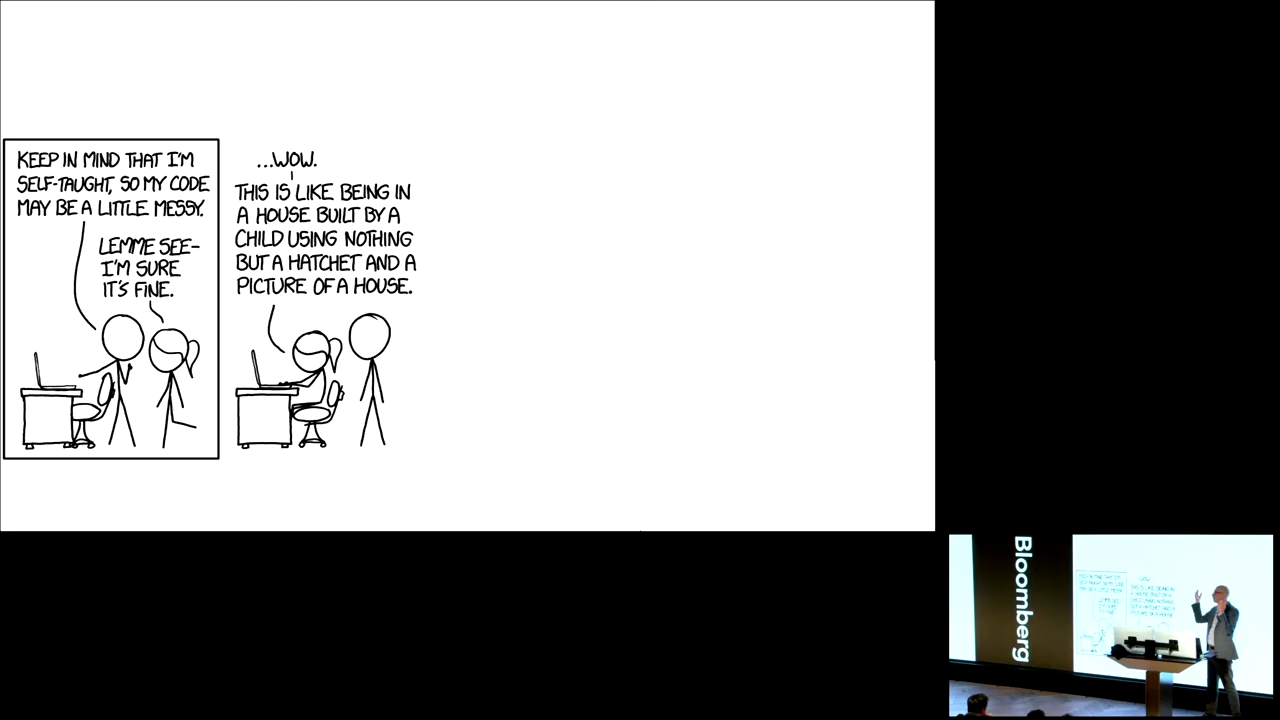 KEEP IN MIND THAT I'M
SELF-TAUGHT, SO MY CODE
MAY BE A LITTLE MESSY.
LEMME SEE-
I'M SURE
IT'S FINE.
...WOW.
THIS IS LIKE BEING IN
A HOUSE BUILT BY A
CHILD USING NOTHING
BUT A HATCHET AND A
PICTURE OF A HOUSE.
Bloomberg